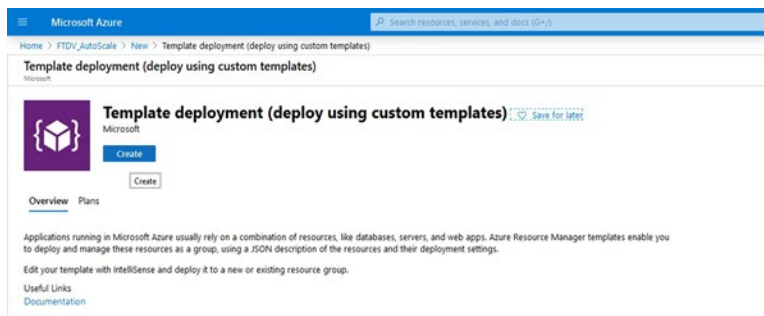 Microsoft Azure
Search resources, services, and docs (G+/)
Home > FTDV_AutoScale > New > Template deployment (deploy using custom templates)
Template deployment (deploy using custom templates)
Microsoft
Template deployment (deploy using custom templates)
Save for later
Microsoft
Create
Create
Overview Plans
Applications running in Microsoft Azure usually rely on a combination of resources, like databases, servers, and web apps. Azure Resource Manager templates enable you
to deploy and manage these resources as a group, using a JSON description of the resources and their deployment settings.
Edit your template with IntelliSense and deploy it to a new or existing resource group.
Useful Links
Documentation